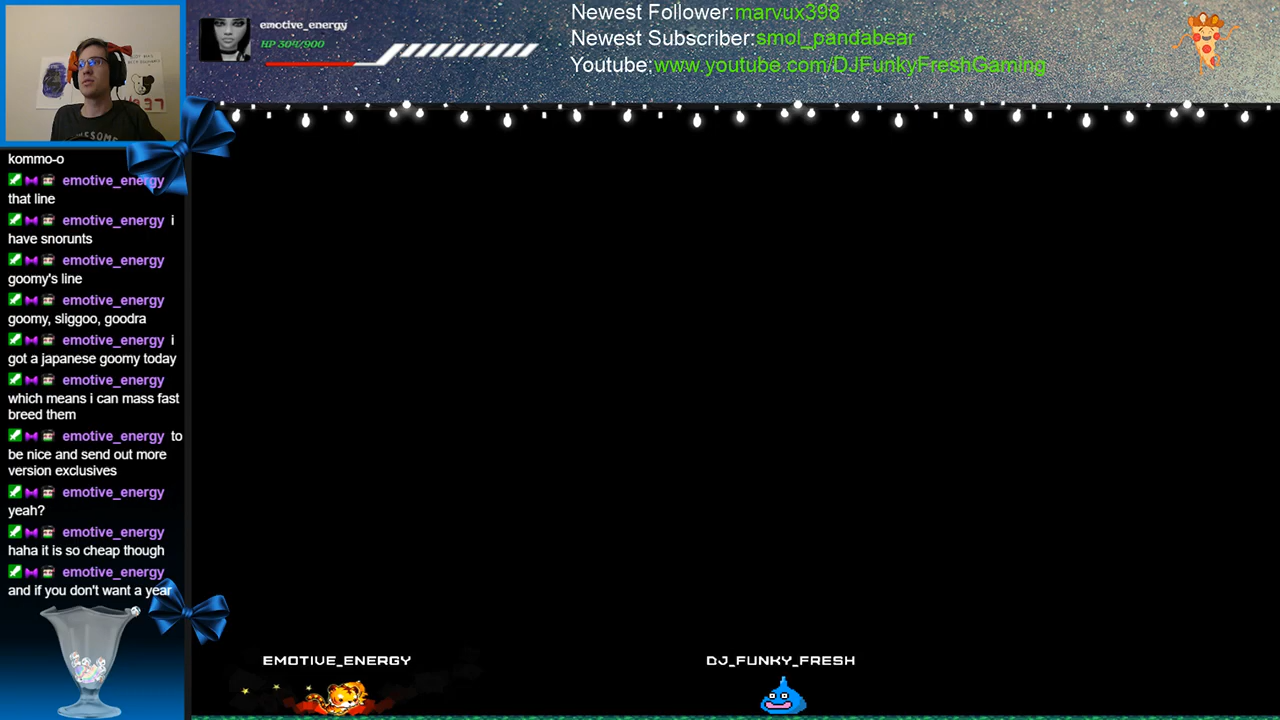 emotive_energy
HP 304/900
Newest Follower:marvux398
Newest Subscriber:smol_pandabear
Youtube;www.youtube.com/DJFunkyFreshGaming
kommo-o
emotive_energy
that line
emotive_energy i
have snorunts
emotive_energy
goomy's line
emotive_energy
goomy, sliggoo, goodra
emotive_energy i
got a japanese goomy today
emotive_energy
which means i can mass fast
breed them
emotive_energy to
be nice and send out more
version exclusives
emotive_energy
yeah?
emotive_energy
haha it is so cheap though
emotive_energy
and if you don't want a year
EMOTIVE_ENERGY
DJ_FUNKY_FRESH